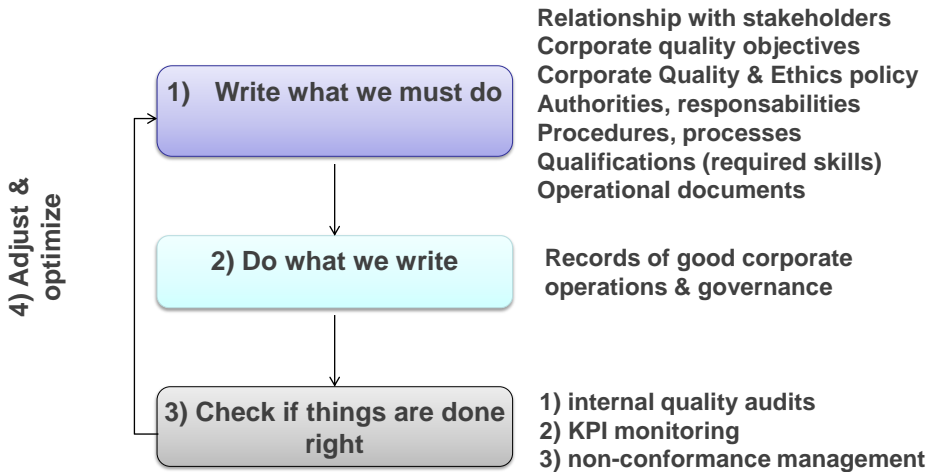 Relationship with stakeholders
Corporate quality objectives
Corporate Quality & Ethics policy
Authorities, responsabilities
Procedures, processes
Qualifications (required skills)
Operational documents
1) Write what we must do
2) Do what we write
Records of good corporate
operations & governance
3) Check if things are done
right
1) internal quality audits
2) KPI monitoring
3) non-conformance management
4) Adjust &
optimize